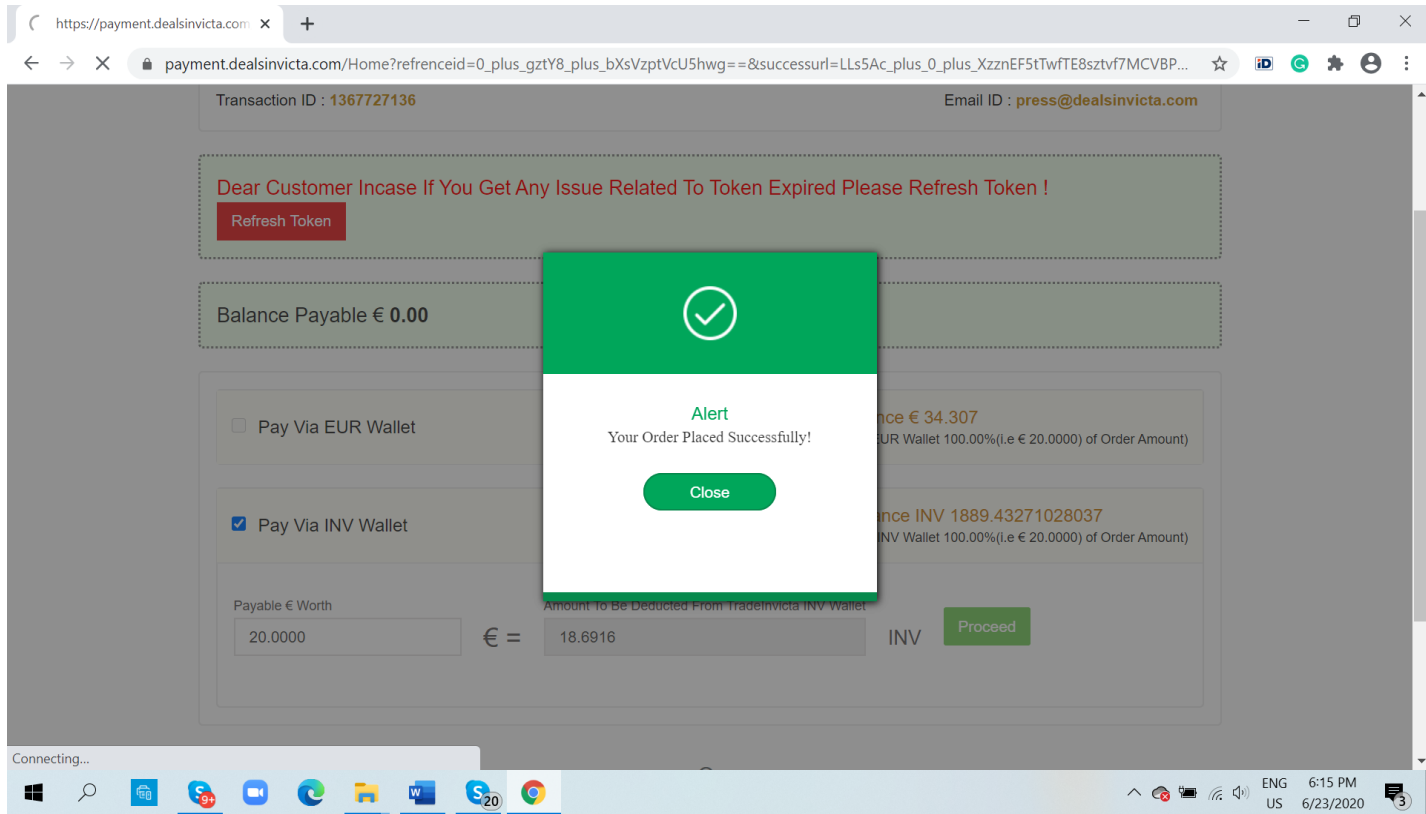 https://payment.dealsinvicta.com
payment.dealsinvicta.com/Home?refrenceid=0_plus_gztY8_plus_bXsVzptVcU5hwg==&successurl=LLs5Ac_plus_0_plus_XzznEF5tTwfTE8sztvf7MCVBP...
Transaction ID : 1367727136
Email ID : press@dealsinvicta.com
Dear Customer Incase If You Get Any Issue Related To Token Expired Please Refresh Token !
Refresh Token
Balance Payable € 0.00
Alert
Your Order Placed Successfully!
Close
Pay Via EUR Wallet
nce € 34.307
EUR Wallet 100.00%(i.e € 20.0000) of Order Amount)
Pay Via INV Wallet
ance INV 1889.43271028037
INV Wallet 100.00%(i.e € 20.0000) of Order Amount)
Payable € Worth
Amount To Be Deducted From TradeInvicta INV Wallet
20.0000
€ =
18.6916
INV
Proceed
Connecting...
9+
20
ENG
US
6:15 PM
6/23/2020
3